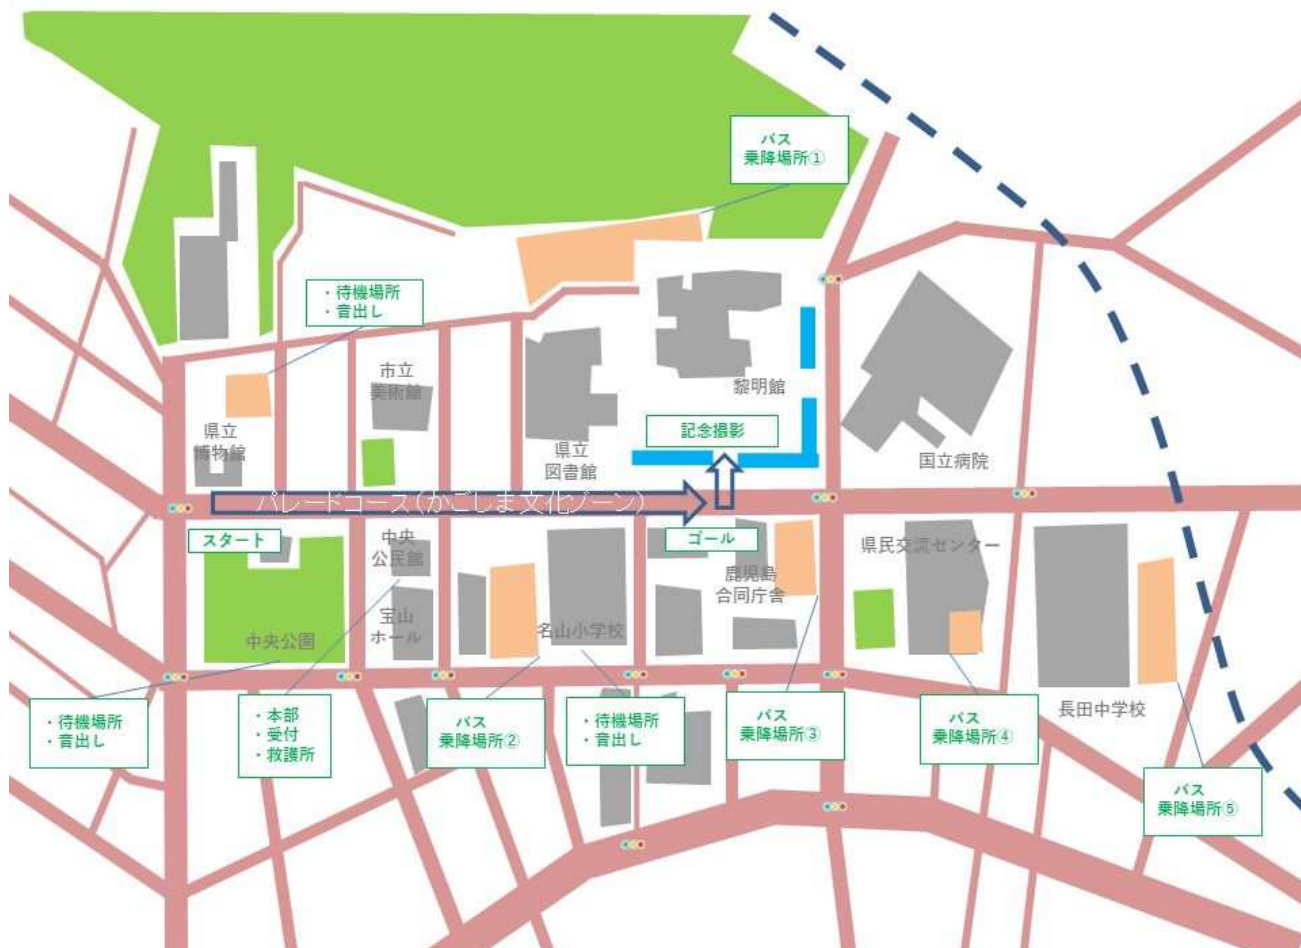 バス
乗降場所①
・待機場所
・音出し
市立
美術館
黎明館
県立
博物館
記念撮影
県立
図書館
国立病院
パレードコース(かごしま文化ゾーン)
スタート
中央
公民館
ゴール
県民交流センター
鹿児島
合同庁舎
宝山
ホール
名山小学校
中央公園
長田中学校
・待機場所
・音出し
・本部
・受付
・救護所
バス
乗降場所②
・待機場所
・音出し
バス
乗降場所③
バス
乗降場所④
バス
乗降場所⑤